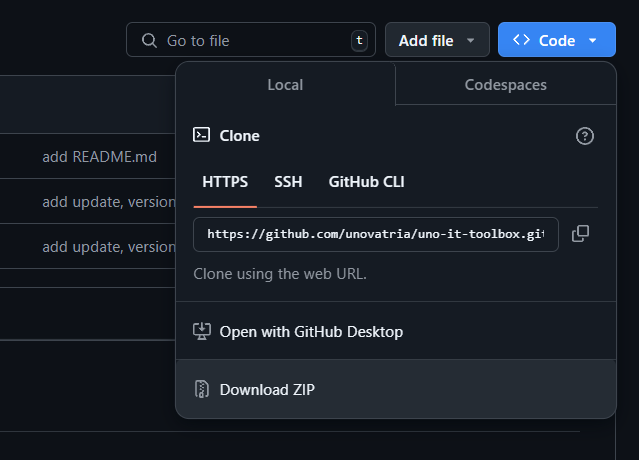 Go to file
t
Add file
Code
Local
Codespaces
Clone
HTTPS
SSH
GitHub CLI
https://github.com/unovatria/uno-it-toolbox.git
Clone using the web URL.
Open with GitHub Desktop
Download ZIP
add README.md
add update, version
add update, version